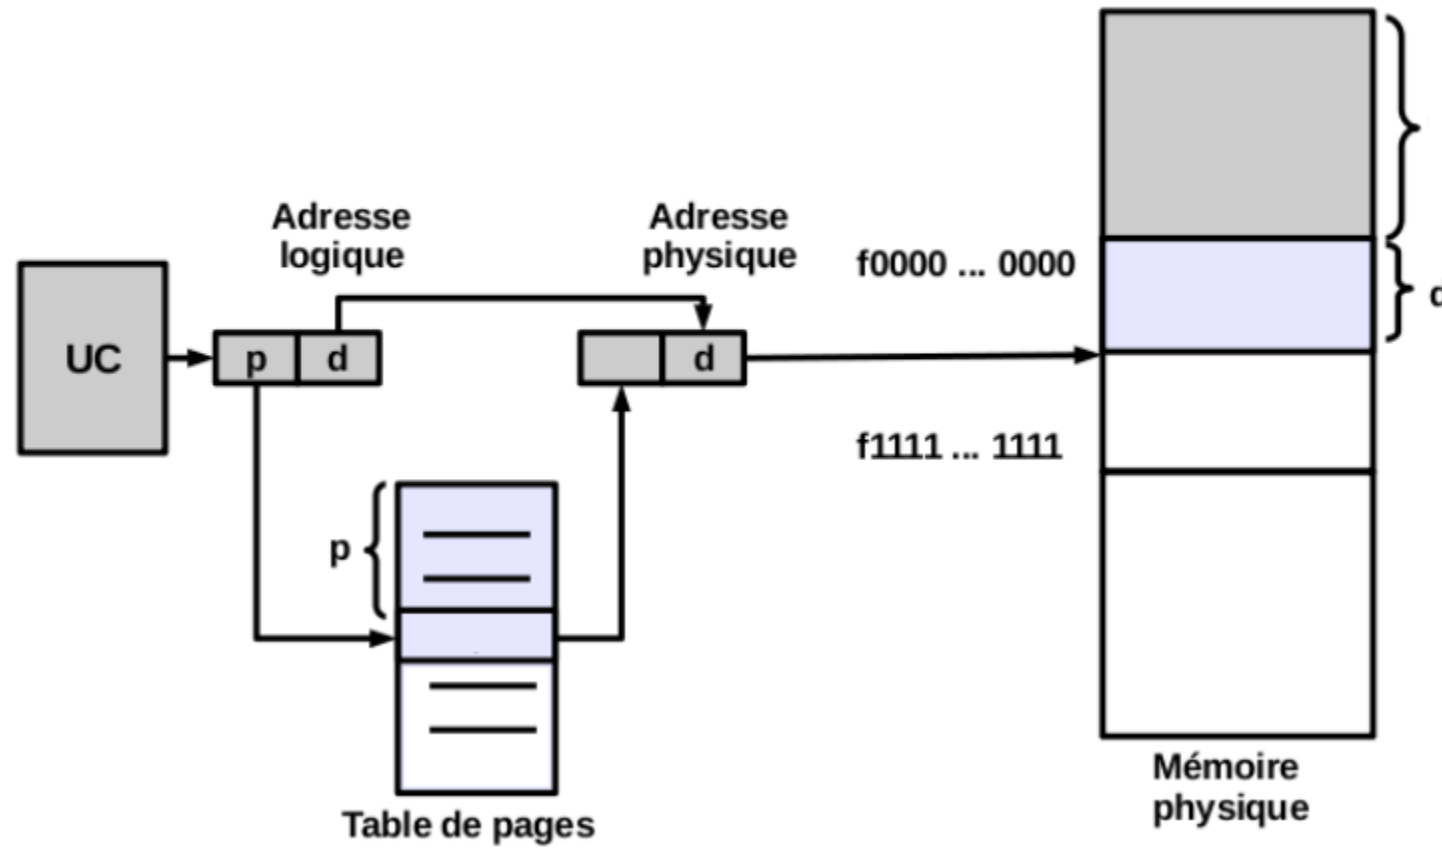 Adresse
logique
Adresse
physique
f0000 ... 0000
UC
p
d
d
d
f1111 ... 1111
p
Table de pages
Mémoire
physique